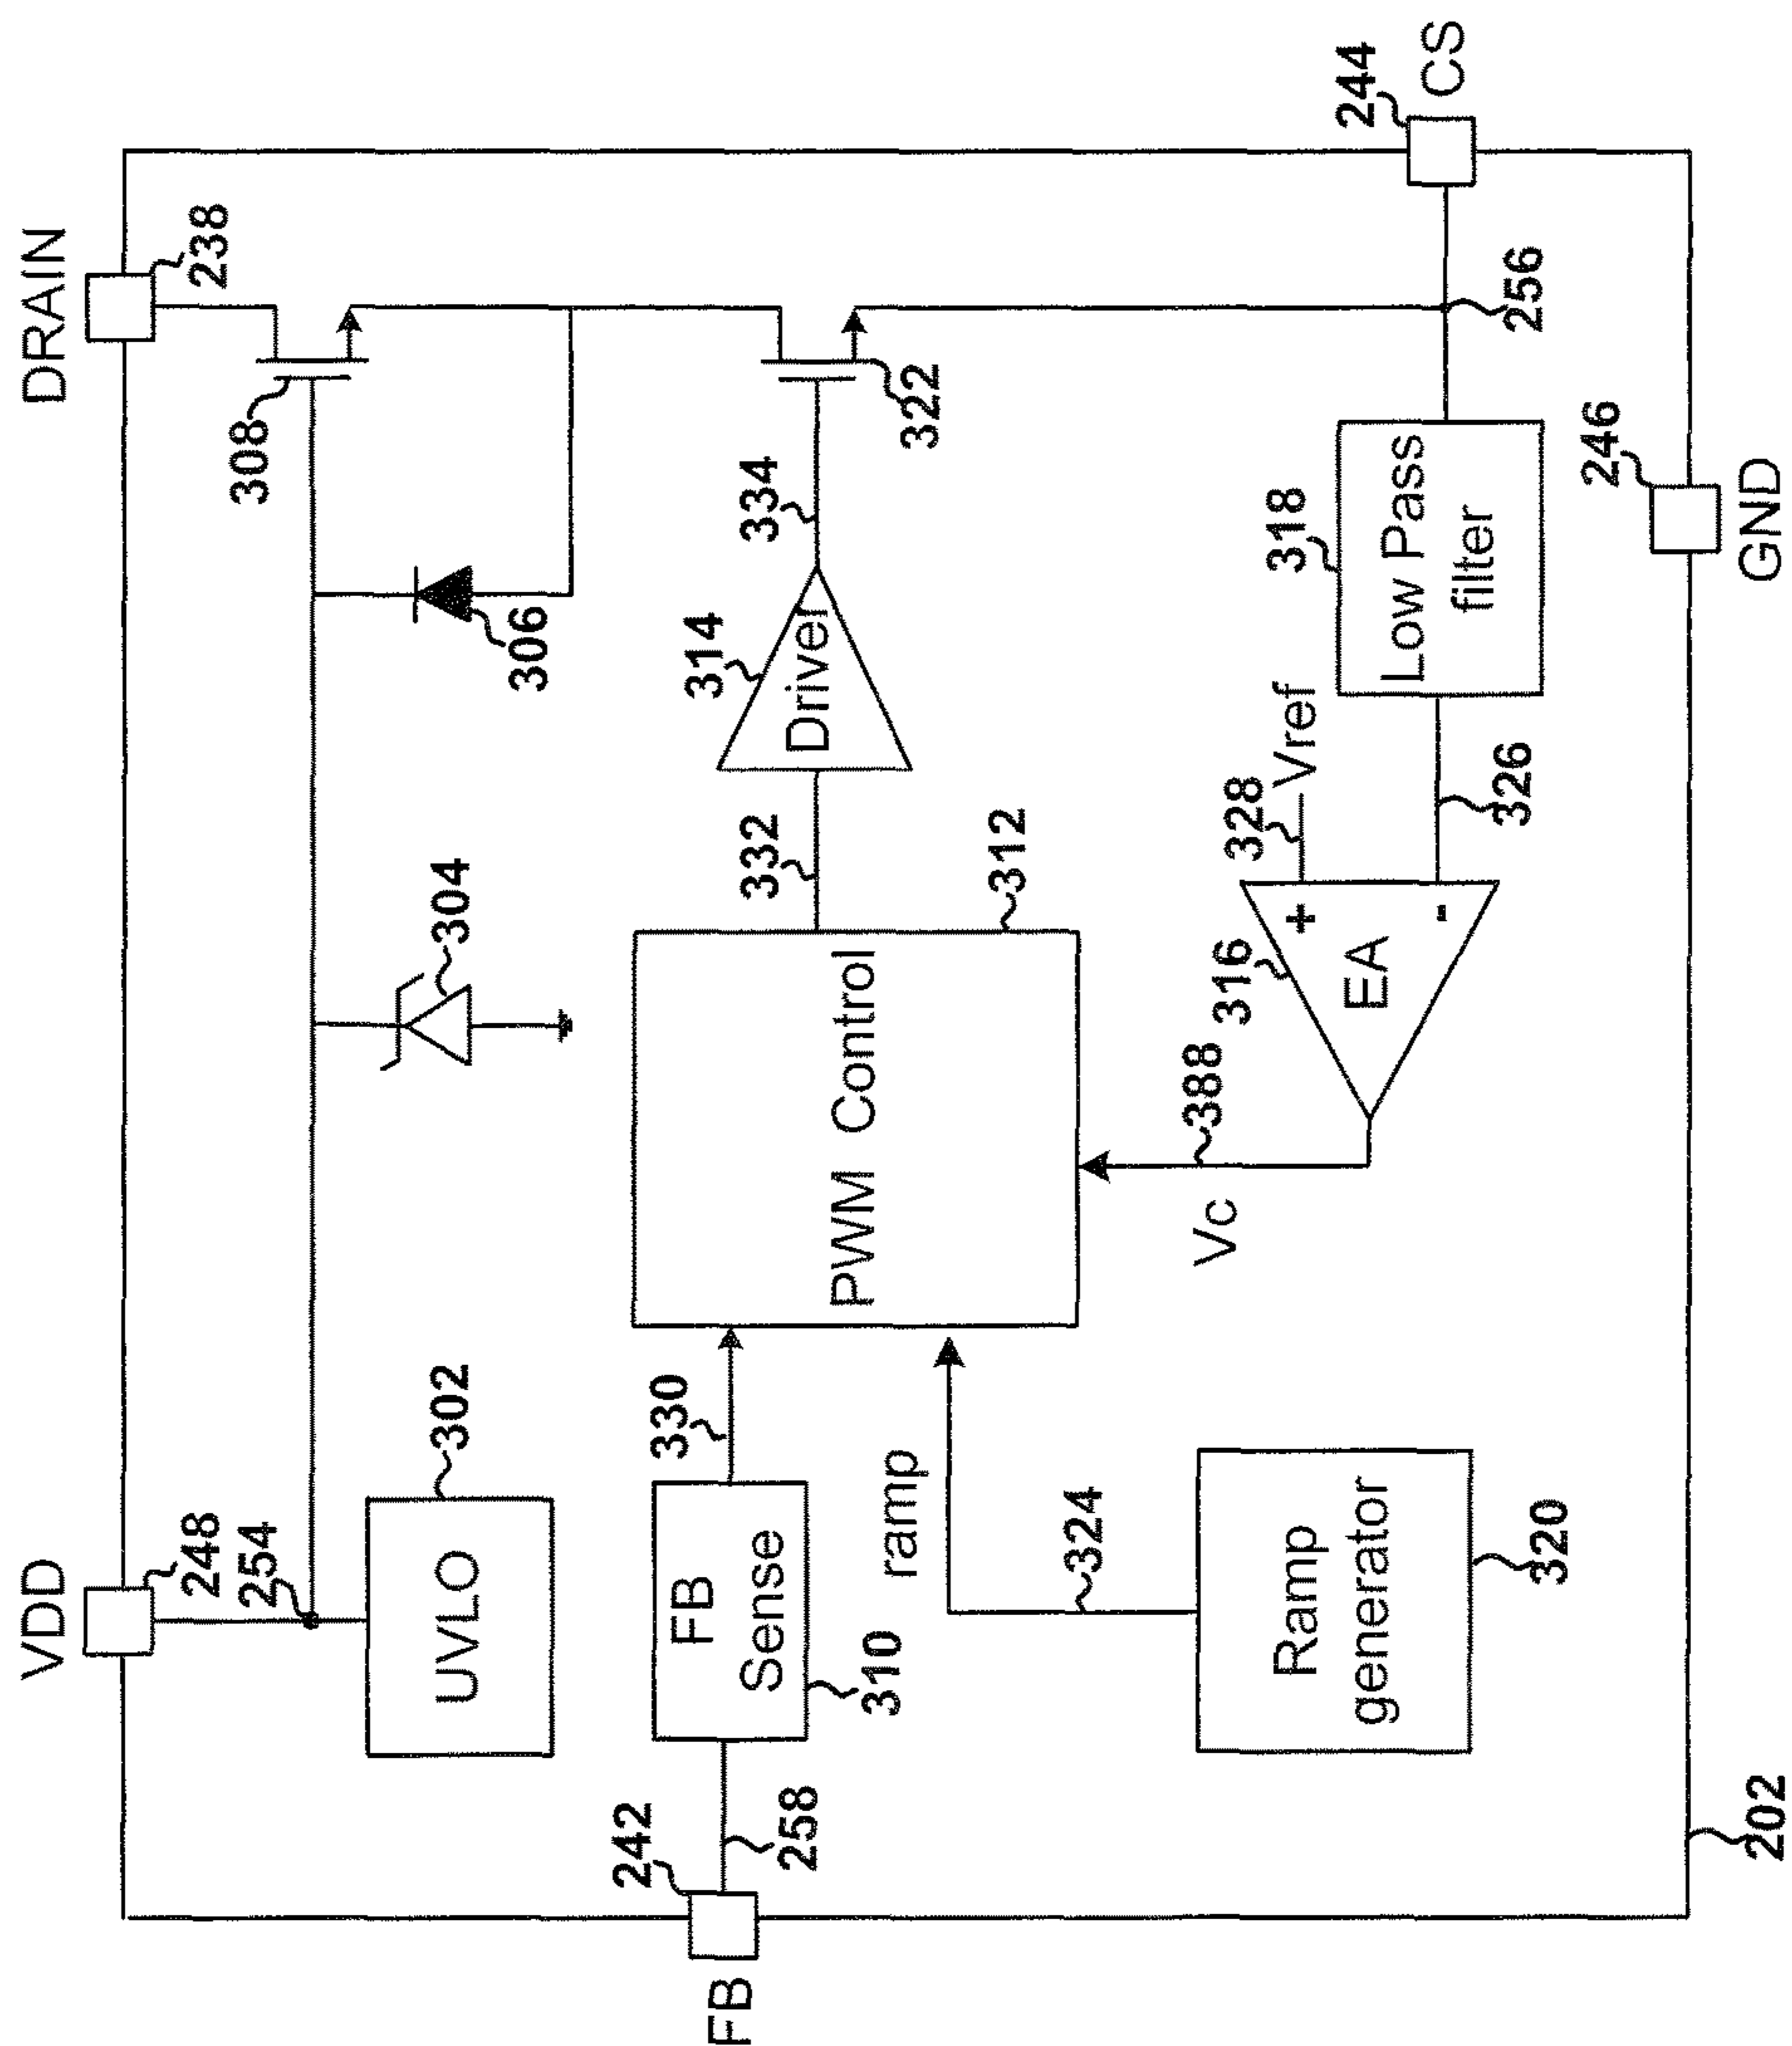 VDD
248
254
302
UVLO
304
DRAIN
238
308
306
FB
242
258
FB
Sense
310
330
PWM Control
312
332
314
Driver
334
322
ramp
324
Ramp
generator
320
Vc
388
316
EA
+
-
328
Vref
326
318
Low Pass
filter
256
244
CS
246
GND
202